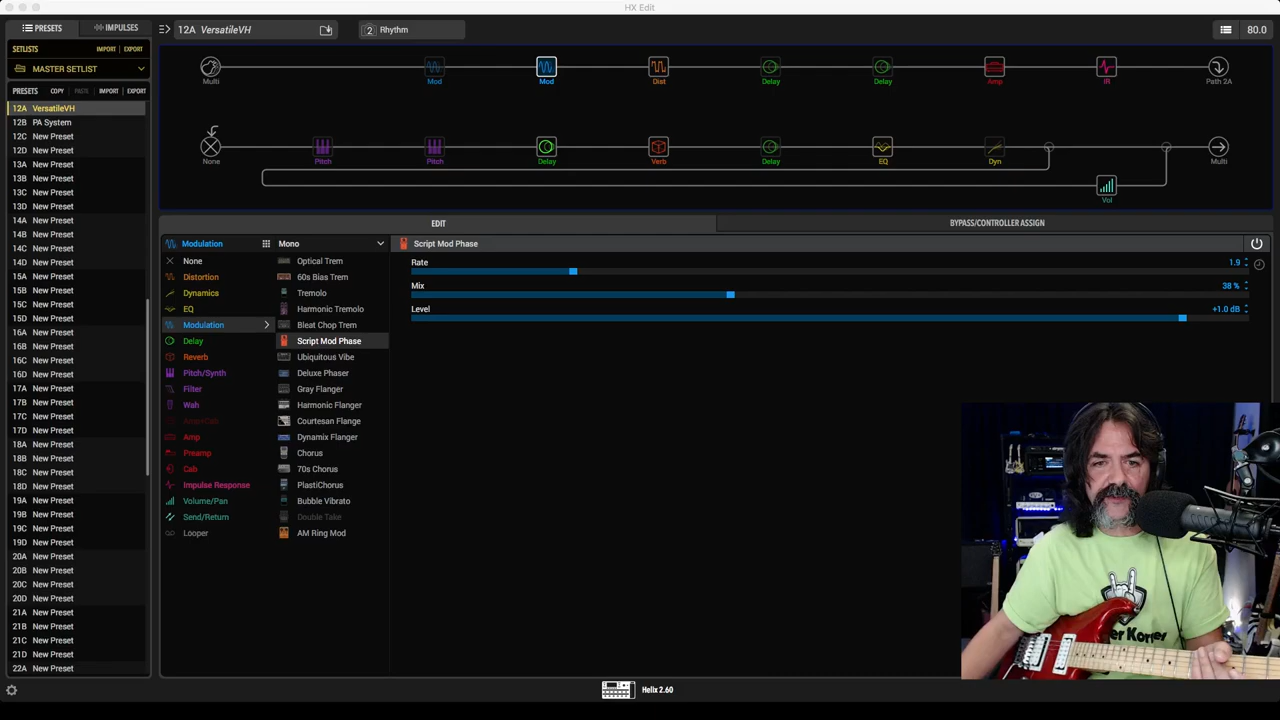 HX Edit
PRESETS
IMPULSES
12A VersatileVH
2 Rhythm
80.0
SETLISTS
IMPORT
EXPORT
MASTER SETLIST
PRESETS
COPY
PASTE
IMPORT
EXPORT
12A VersatileVH
12B PA System
12C New Preset
12D New Preset
13A New Preset
13B New Preset
13C New Preset
13D New Preset
14A New Preset
14B New Preset
14C New Preset
14D New Preset
15A New Preset
15B New Preset
15C New Preset
15D New Preset
16A New Preset
16B New Preset
16C New Preset
16D New Preset
17A New Preset
17B New Preset
17C New Preset
17D New Preset
18A New Preset
18B New Preset
18C New Preset
18D New Preset
19A New Preset
19B New Preset
19C New Preset
19D New Preset
20A New Preset
20B New Preset
20C New Preset
20D New Preset
21A New Preset
21B New Preset
21C New Preset
21D New Preset
22A New Preset
Multi
Mod
Mod
Dist
Delay
Delay
Amp
IR
Path 2A
None
Pitch
Pitch
Delay
Verb
Delay
EQ
Dyn
Multi
Vol
EDIT
BYPASS/CONTROLLER ASSIGN
Modulation
None
Distortion
Dynamics
EQ
Modulation
Delay
Reverb
Pitch/Synth
Filter
Wah
Amp+Cab
Amp
Preamp
Cab
Impulse Response
Volume/Pan
Send/Return
Looper
Mono
Optical Trem
60s Bias Trem
Tremolo
Harmonic Tremolo
Bleat Chop Trem
Script Mod Phase
Ubiquitous Vibe
Deluxe Phaser
Gray Flanger
Harmonic Flanger
Courtesan Flange
Dynamix Flanger
Chorus
70s Chorus
PlastiChorus
Bubble Vibrato
Double Take
AM Ring Mod
Script Mod Phase
Rate 1.9
Mix 38 %
Level +1.0 dB
Helix 2.60